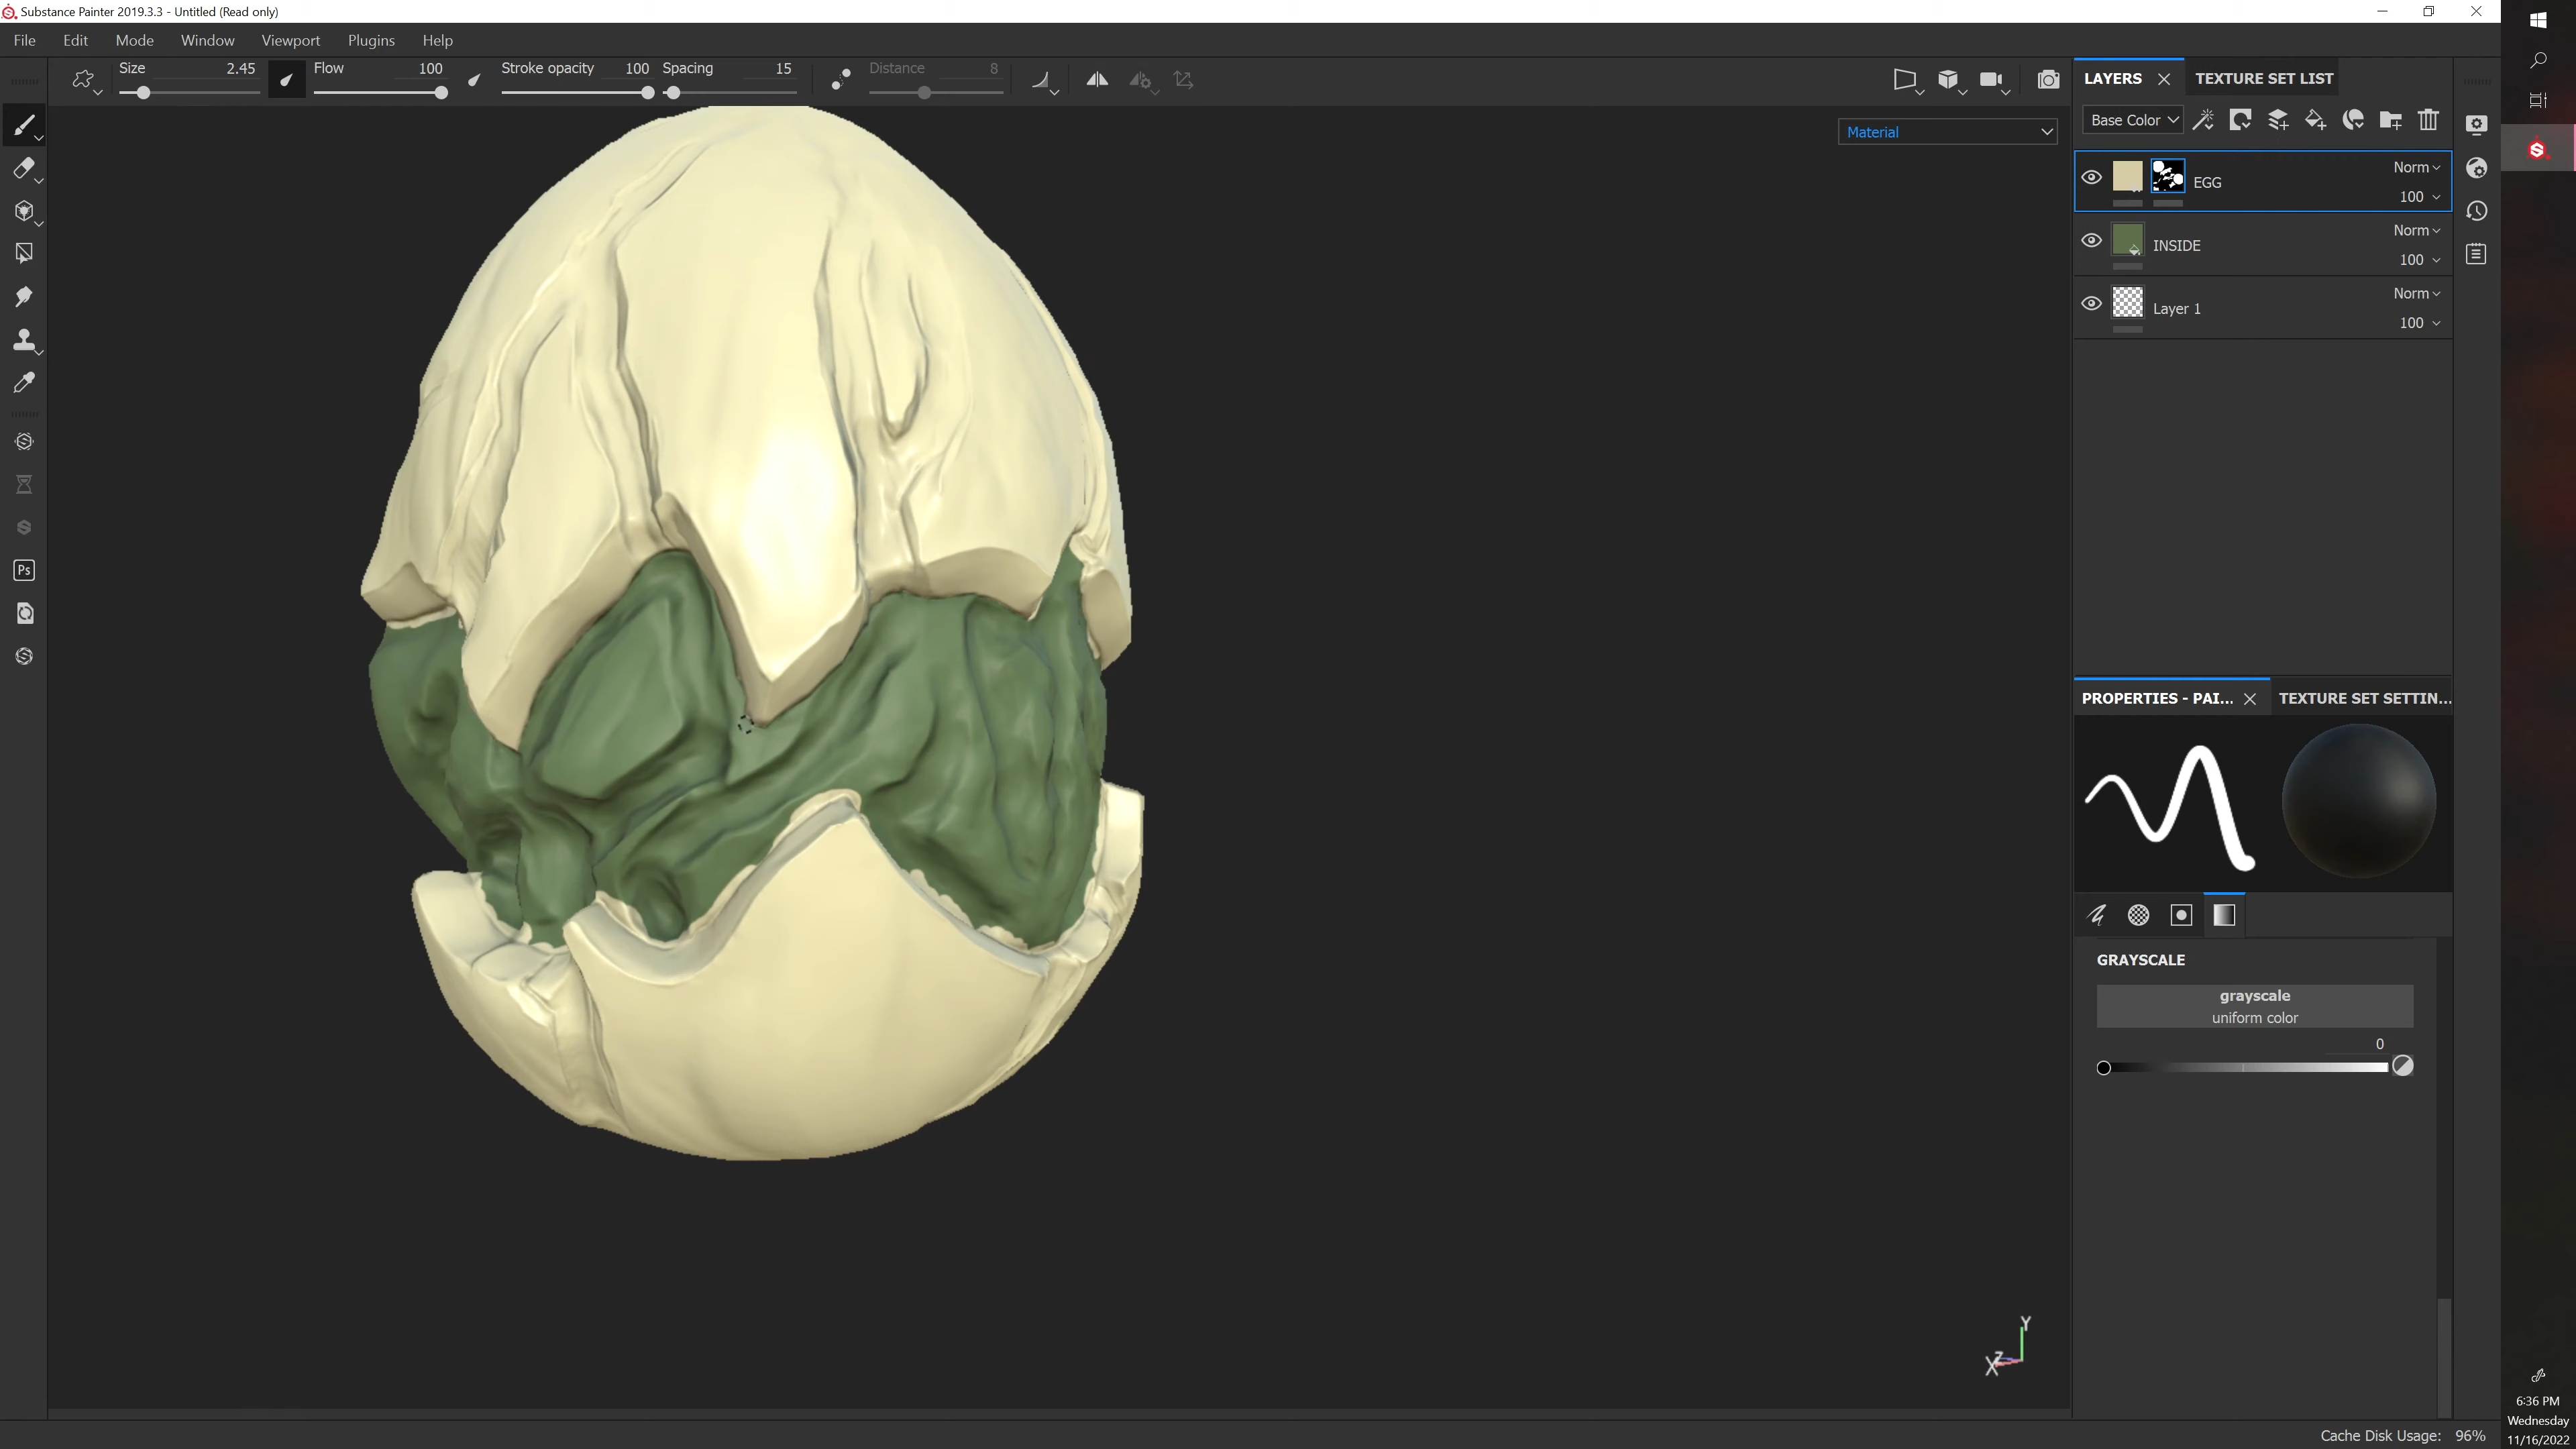 Substance Painter 2019.3.3 - Untitled (Read only)
File Edit Mode Window Viewport Plugins Help
Size 2.45 Flow 100 Stroke opacity 100 Spacing 15 Distance 8
Material
LAYERS TEXTURE SET LIST
Base Color
EGG Norm 100
INSIDE Norm 100
Layer 1 Norm 100
Ps
PROPERTIES - PAI... TEXTURE SET SETTIN...
GRAYSCALE
grayscale
uniform color
0
Y
Z
X
Cache Disk Usage: 96%
6:36 PM
Wednesday
11/16/2022